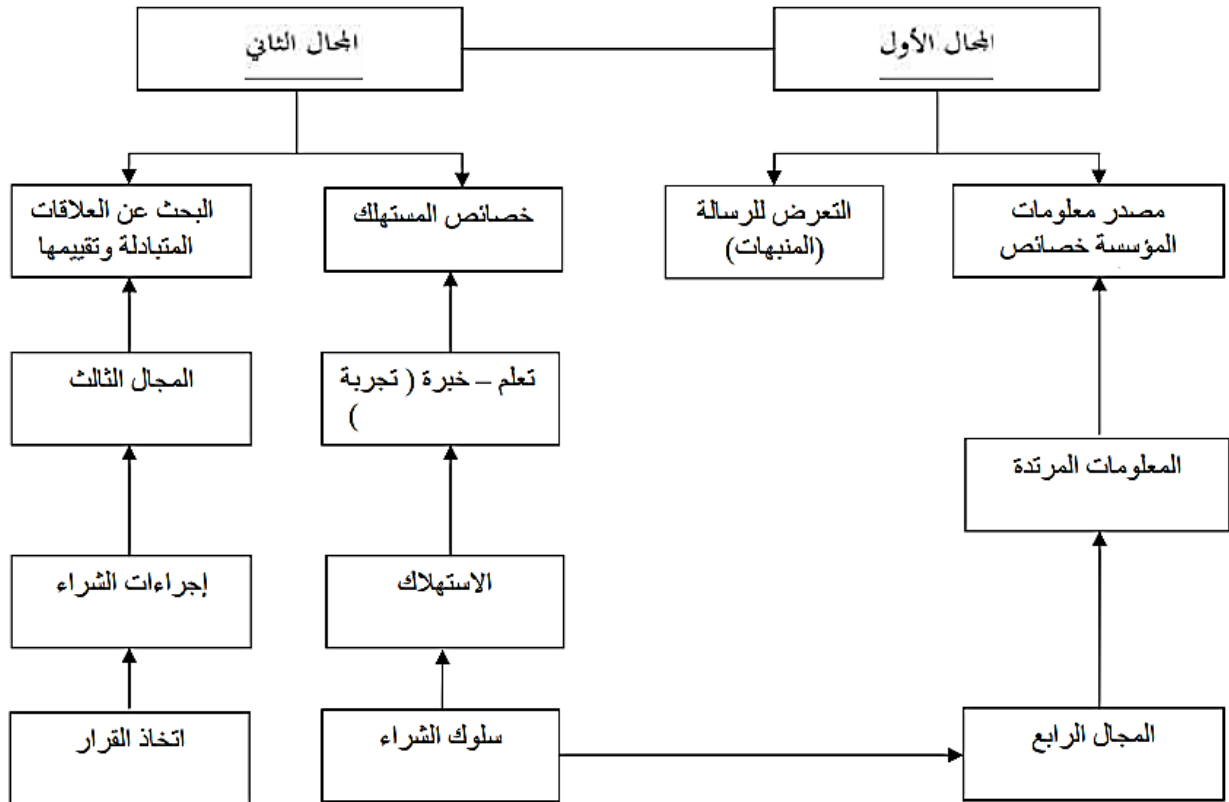 المجال الأول
المجال الثاني
مصدر معلومات
المؤسسة خصائص
التعرض للرسالة
(المنبهات)
خصائص المستهلك
البحث عن العلاقات
المتبادلة وتقييمها
تعلم – خبرة ( تجربة
)
المجال الثالث
المعلومات المرتدة
الاستهلاك
إجراءات الشراء
المجال الرابع
سلوك الشراء
اتخاذ القرار